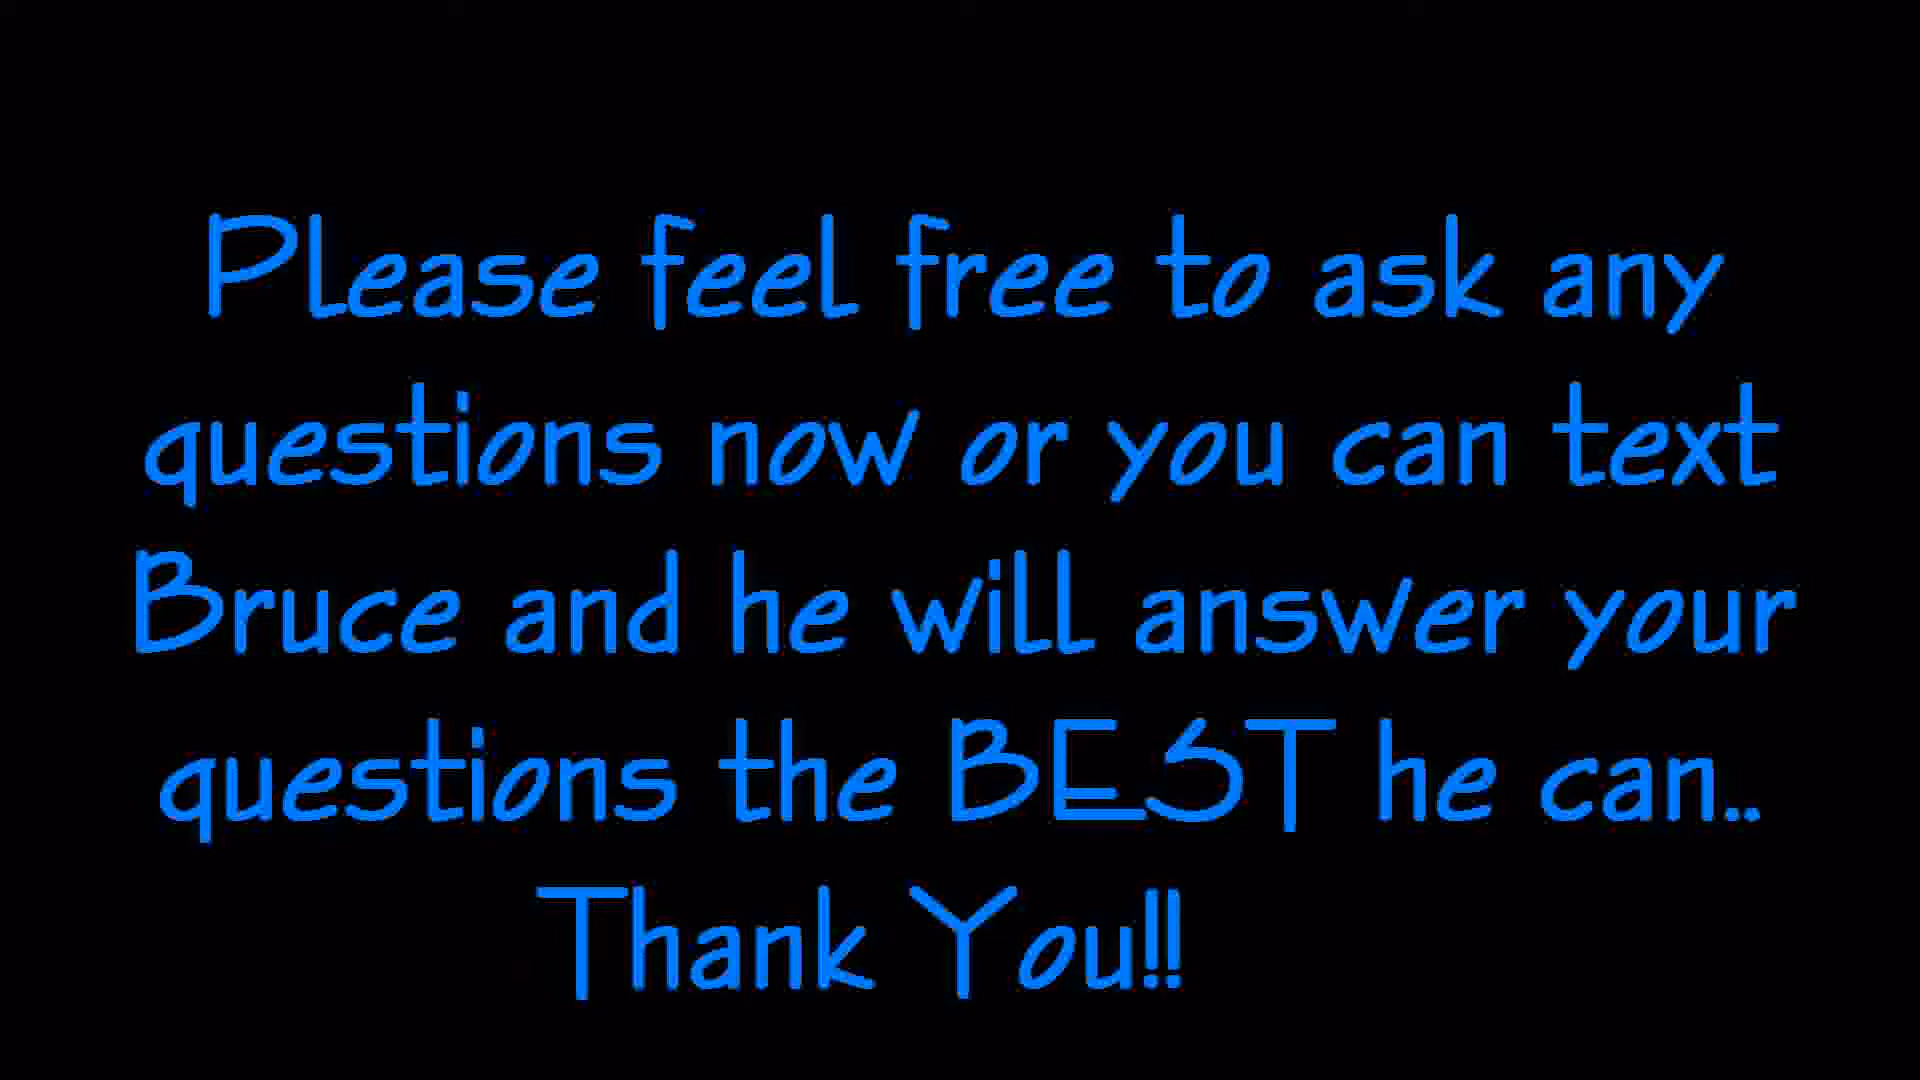 Please feel free to ask any
questions now or you can text
Bruce and he will answer your
questions the BEST he can..
Thank You!!